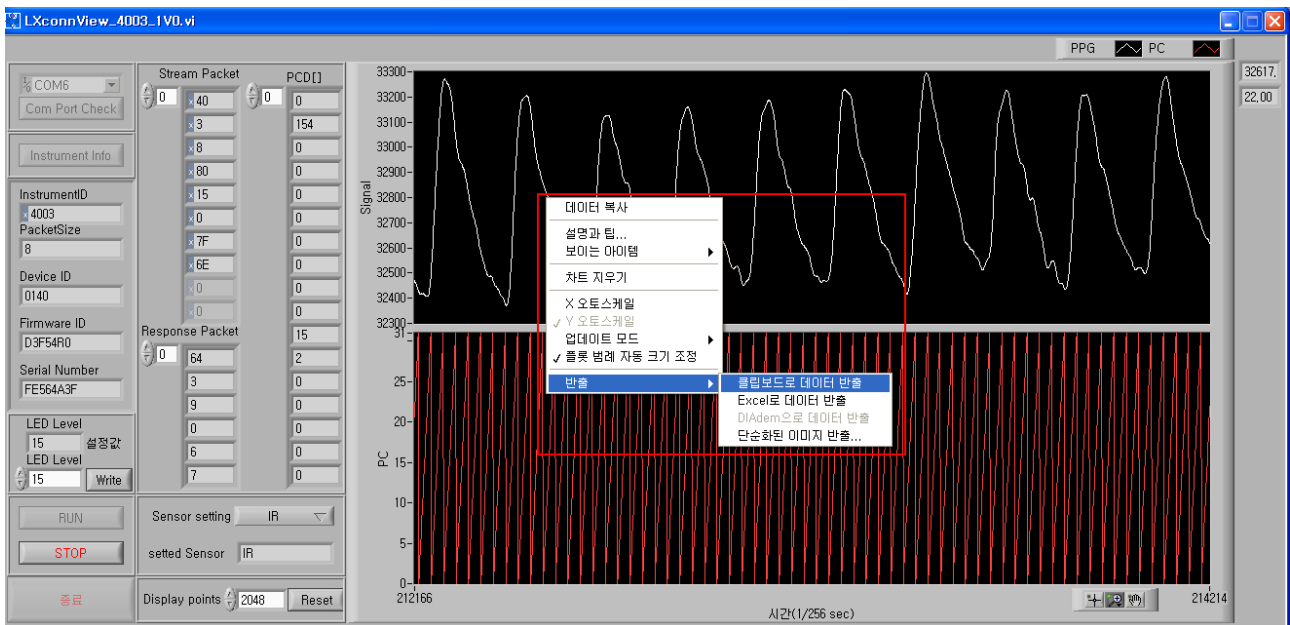 LXconnView_4003_1V0.vi
PPG PC
COM6
Com Port Check
Instrument Info
InstrumentID
x 4003
PacketSize
8
Device ID
0140
Firmware ID
D3F54R0
Serial Number
FE564A3F
LED Level
15 설정값
LED Level
15 Write
RUN
STOP
종료
Stream Packet
0
x 40
x 3
x 8
x 80
x 15
x 0
x 7F
x 6E
x 0
x 0
Response Packet
0
64
3
9
0
6
7
PCD[]
0
0
154
0
0
0
0
0
0
0
0
15
2
0
0
0
0
0
Sensor setting IR
setted Sensor IR
Display points 2048 Reset
Signal
33300
33200
33100
33000
32900
32800
32700
32600
32500
32400
32300
PC
31
25
20
15
10
5
0
212166 214214
시간(1/256 sec)
데이터 복사
설명과 팁...
보이는 아이템
차트 지우기
X 오토스케일
✓ Y 오토스케일
업데이트 모드
✓ 플롯 범례 자동 크기 조정
반출
클립보드로 데이터 반출
Excel로 데이터 반출
DIAdem으로 데이터 반출
단순화된 이미지 반출...
32617.
22,00